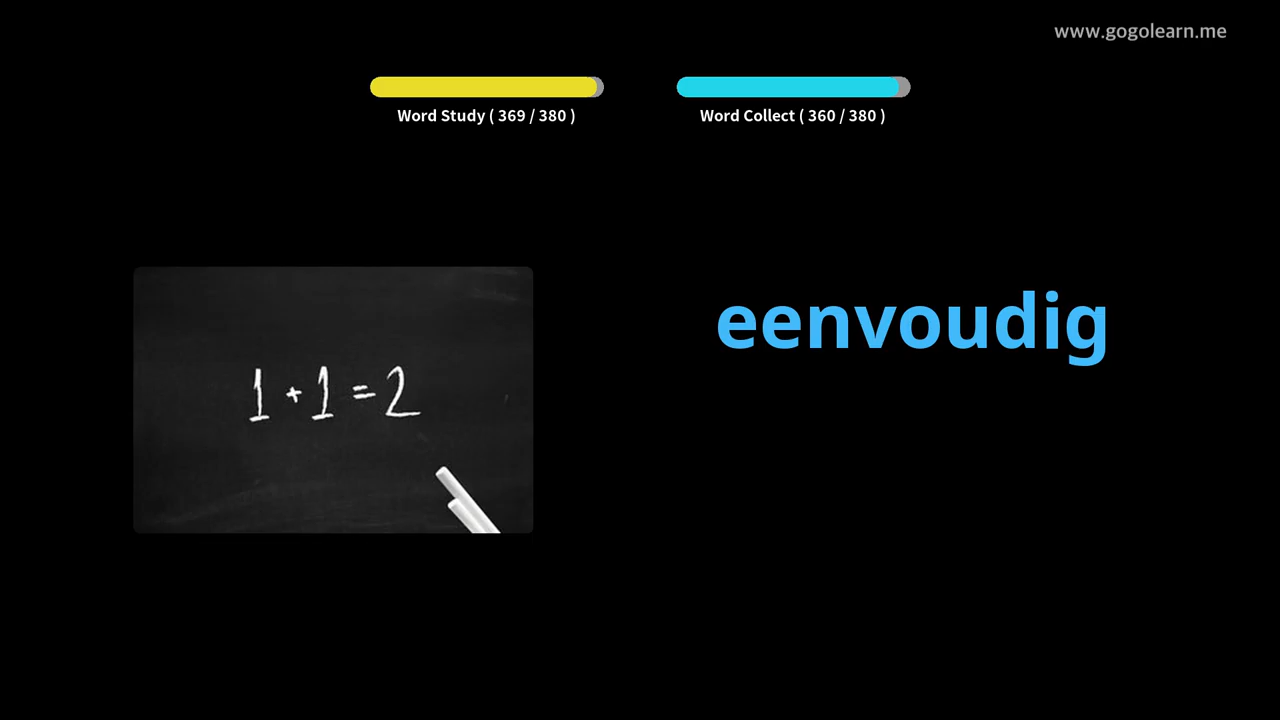 www.gogolearn.me
Word Study ( 369 / 380 )
Word Collect ( 360 / 380 )
eenvoudig
1 + 1 = 2